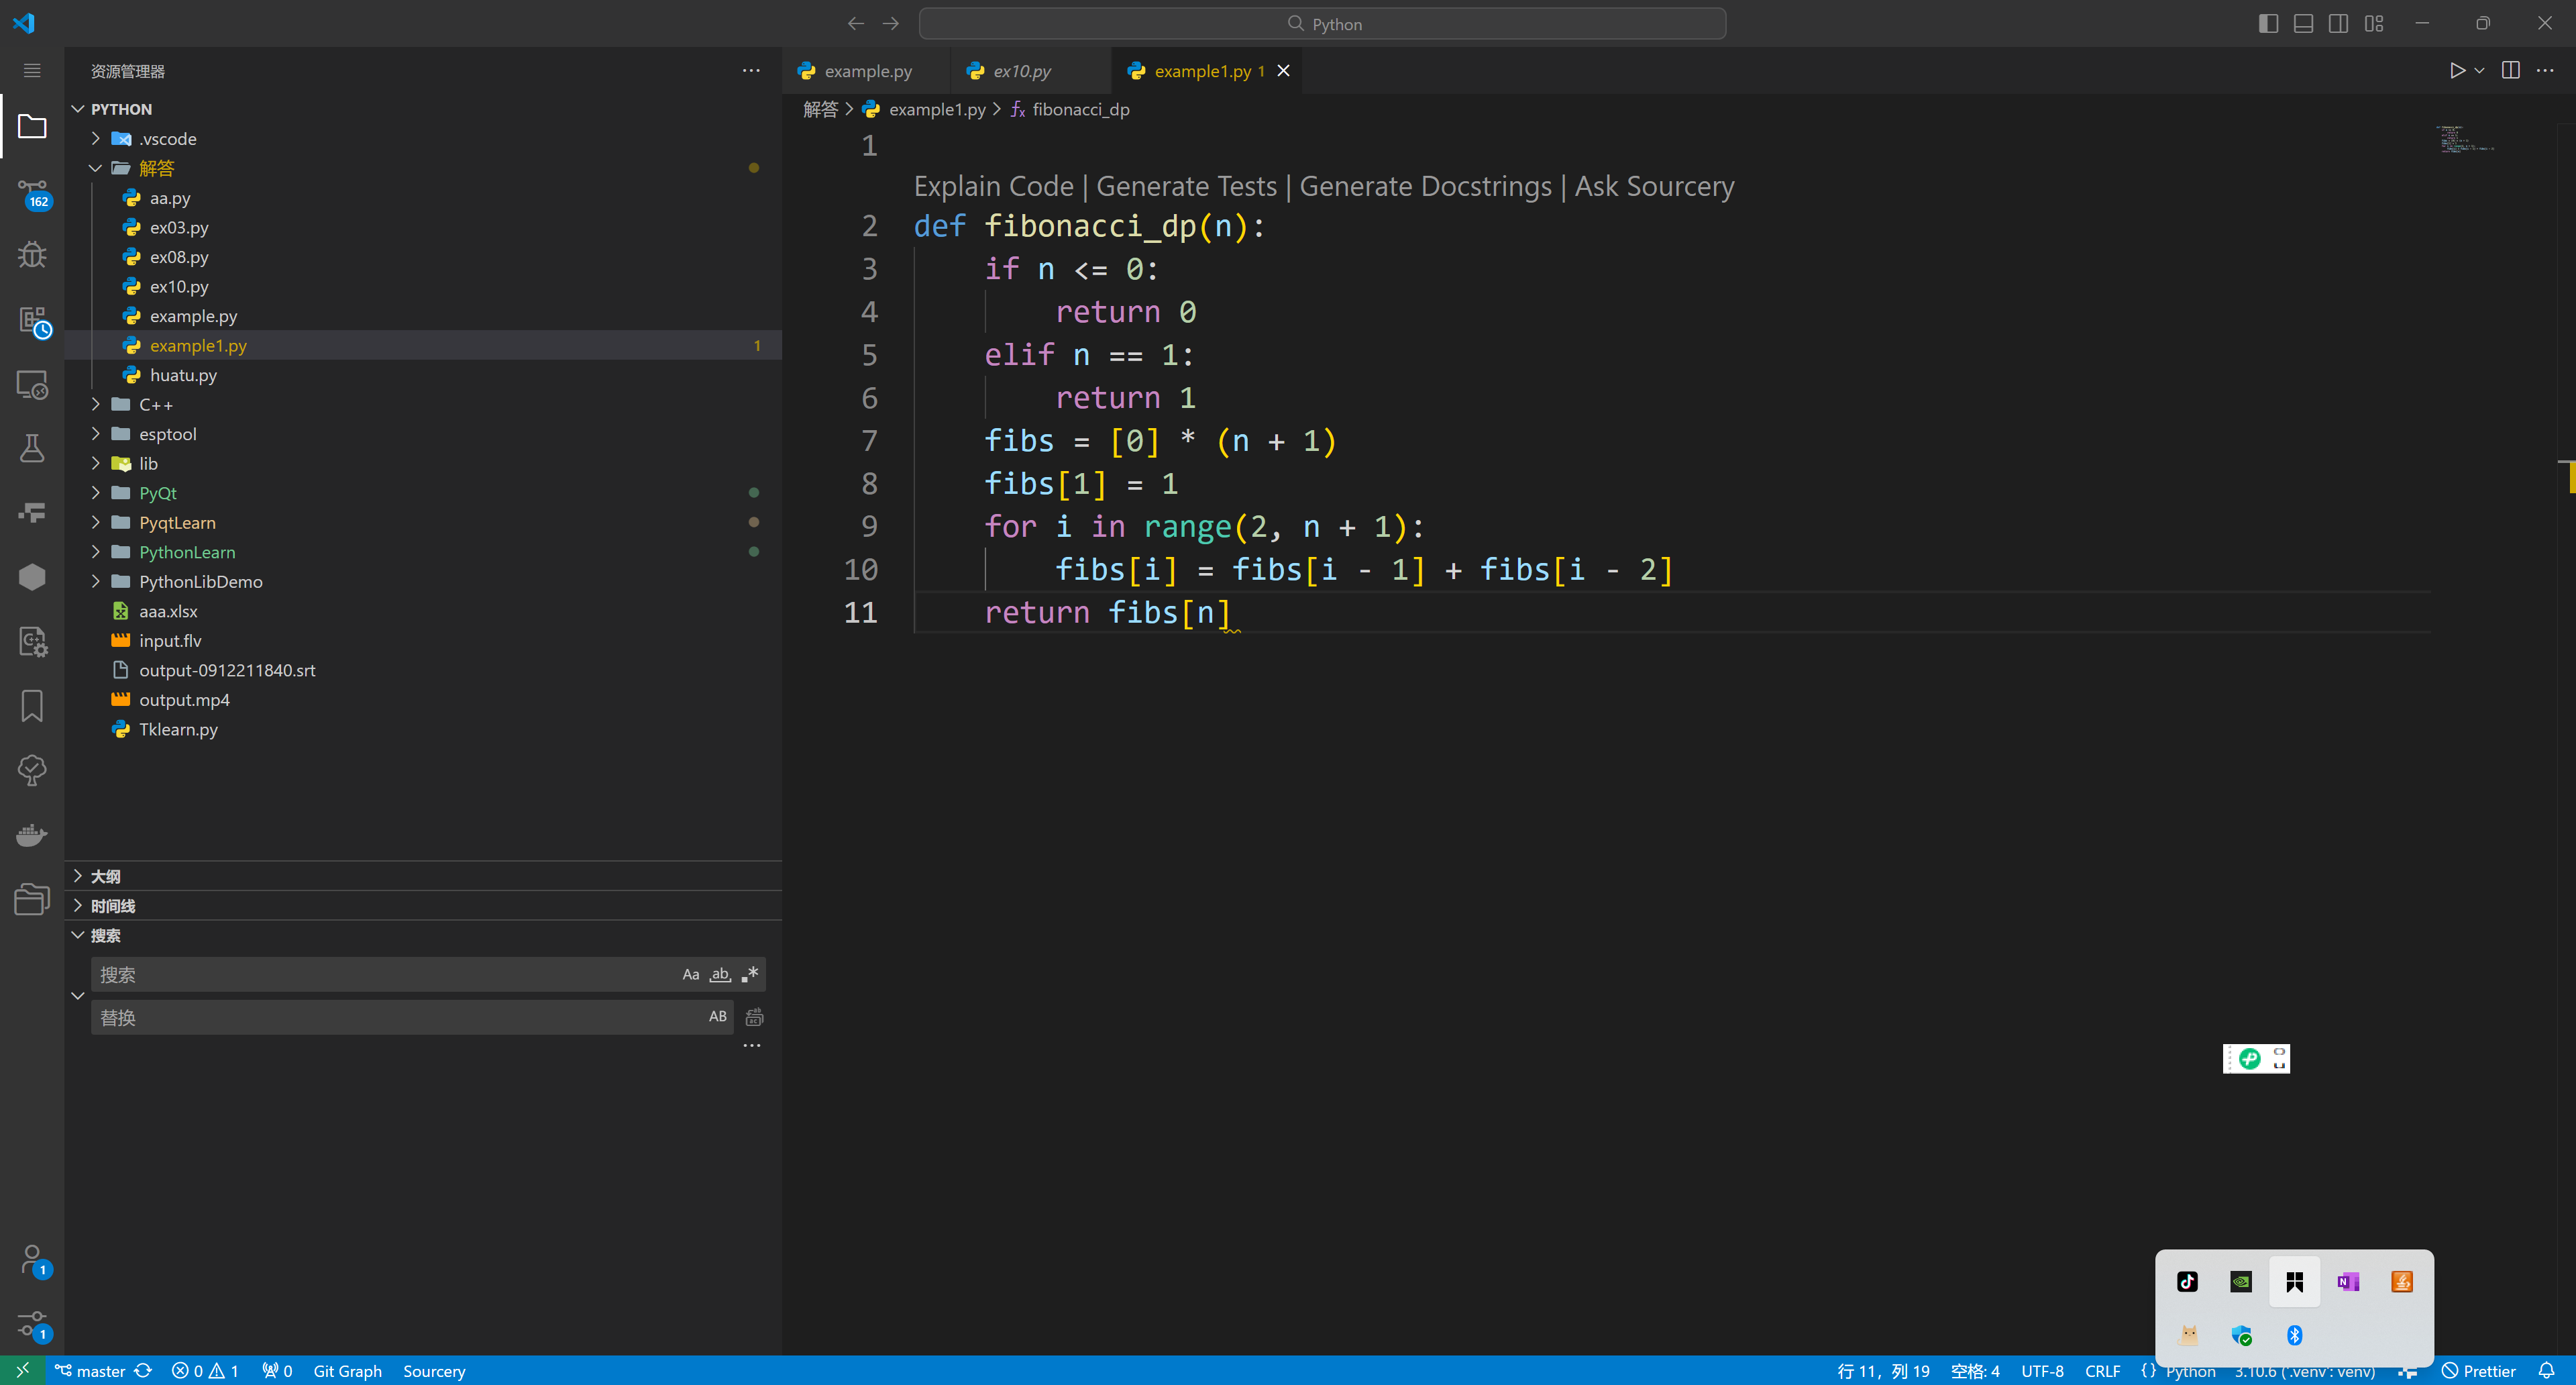 Python
资源管理器
PYTHON
.vscode
解答
aa.py
ex03.py
ex08.py
ex10.py
example.py
example1.py 1
huatu.py
C++
esptool
lib
PyQt
PyqtLearn
PythonLearn
PythonLibDemo
aaa.xlsx
input.flv
output-0912211840.srt
output.mp4
Tklearn.py
大纲
时间线
搜索
搜索 Aa ab .*
替换 AB
162
1
1
example.py ex10.py example1.py 1
解答 > example1.py > fibonacci_dp
1
Explain Code | Generate Tests | Generate Docstrings | Ask Sourcery
2 def fibonacci_dp(n):
3 if n <= 0:
4 return 0
5 elif n == 1:
6 return 1
7 fibs = [0] * (n + 1)
8 fibs[1] = 1
9 for i in range(2, n + 1):
10 fibs[i] = fibs[i - 1] + fibs[i - 2]
11 return fibs[n]
master 0 1 0 Git Graph Sourcery 行 11，列 19 空格: 4 UTF-8 CRLF {} Python 3.10.6 ('.venv': venv) Prettier